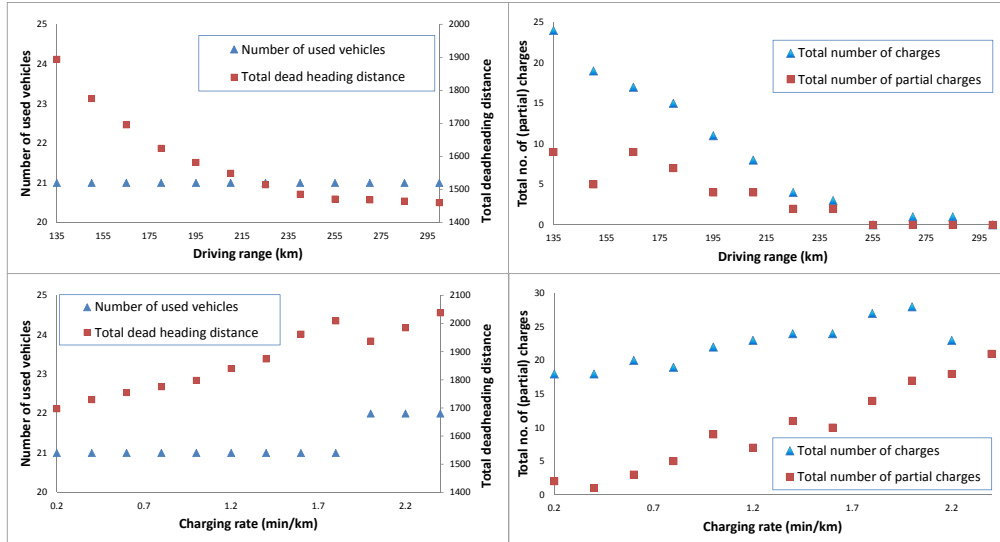 25
24
23
22
21
20
2000
1900
1800
1700
1600
1500
1400
Number of used vehicles
Total deadheading distance
Number of used vehicles
Total dead heading distance
135 155 175 195 215 235 255 275 295
Driving range (km)
25
20
15
10
5
0
Total no. of (partial) charges
Total number of charges
Total number of partial charges
135 155 175 195 215 235 255 275 295
Driving range (km)
25
24
23
22
21
20
2100
2000
1900
1800
1700
1600
1500
1400
Number of used vehicles
Total deadheading distance
Number of used vehicles
Total dead heading distance
0.2 0.7 1.2 1.7 2.2
Charging rate (min/km)
30
25
20
15
10
5
0
Total no. of (partial) charges
Total number of charges
Total number of partial charges
0.2 0.7 1.2 1.7 2.2
Charging rate (min/km)